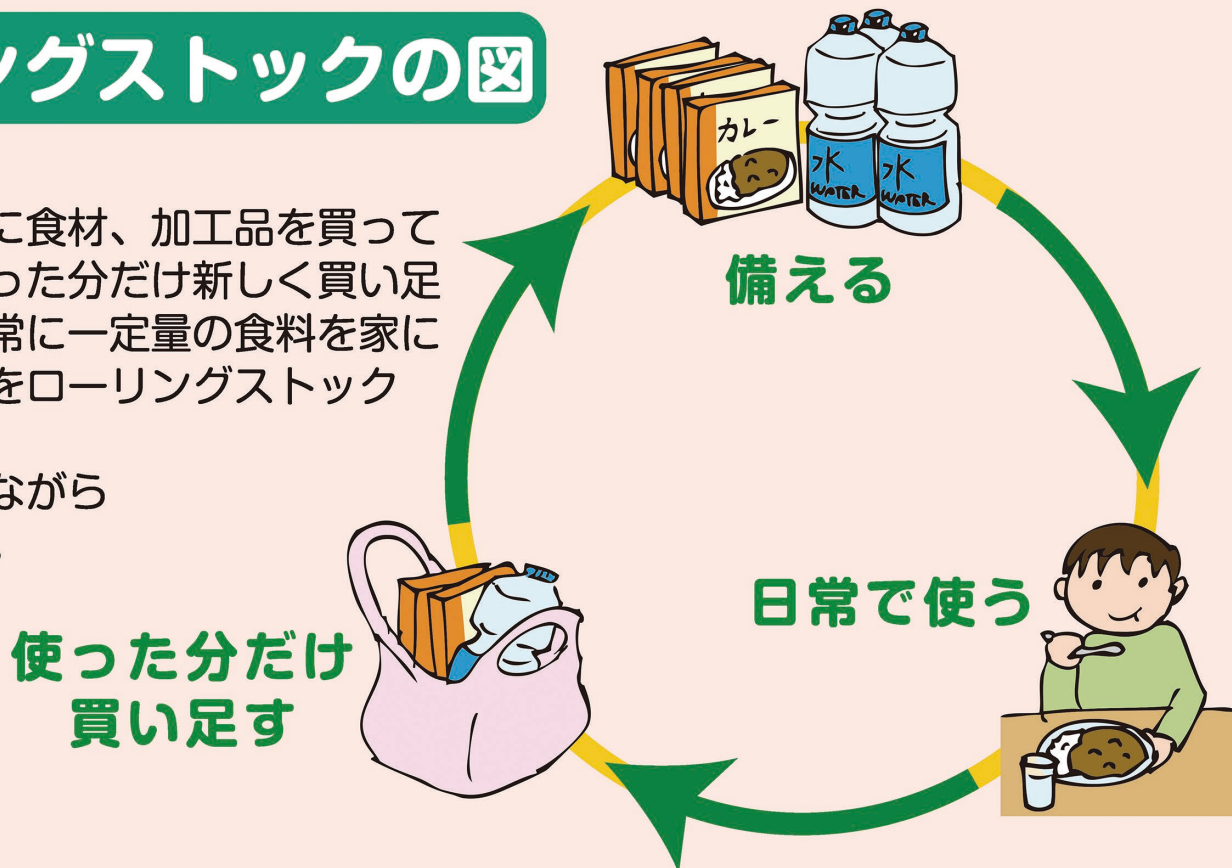 ングストックの図
に食材、加工品を買って
った分だけ新しく買い足
常に一定量の食料を家に
をローリングストック
ながら
カレー
水
WATER
水
WATER
備える
日常で使う
使った分だけ
買い足す